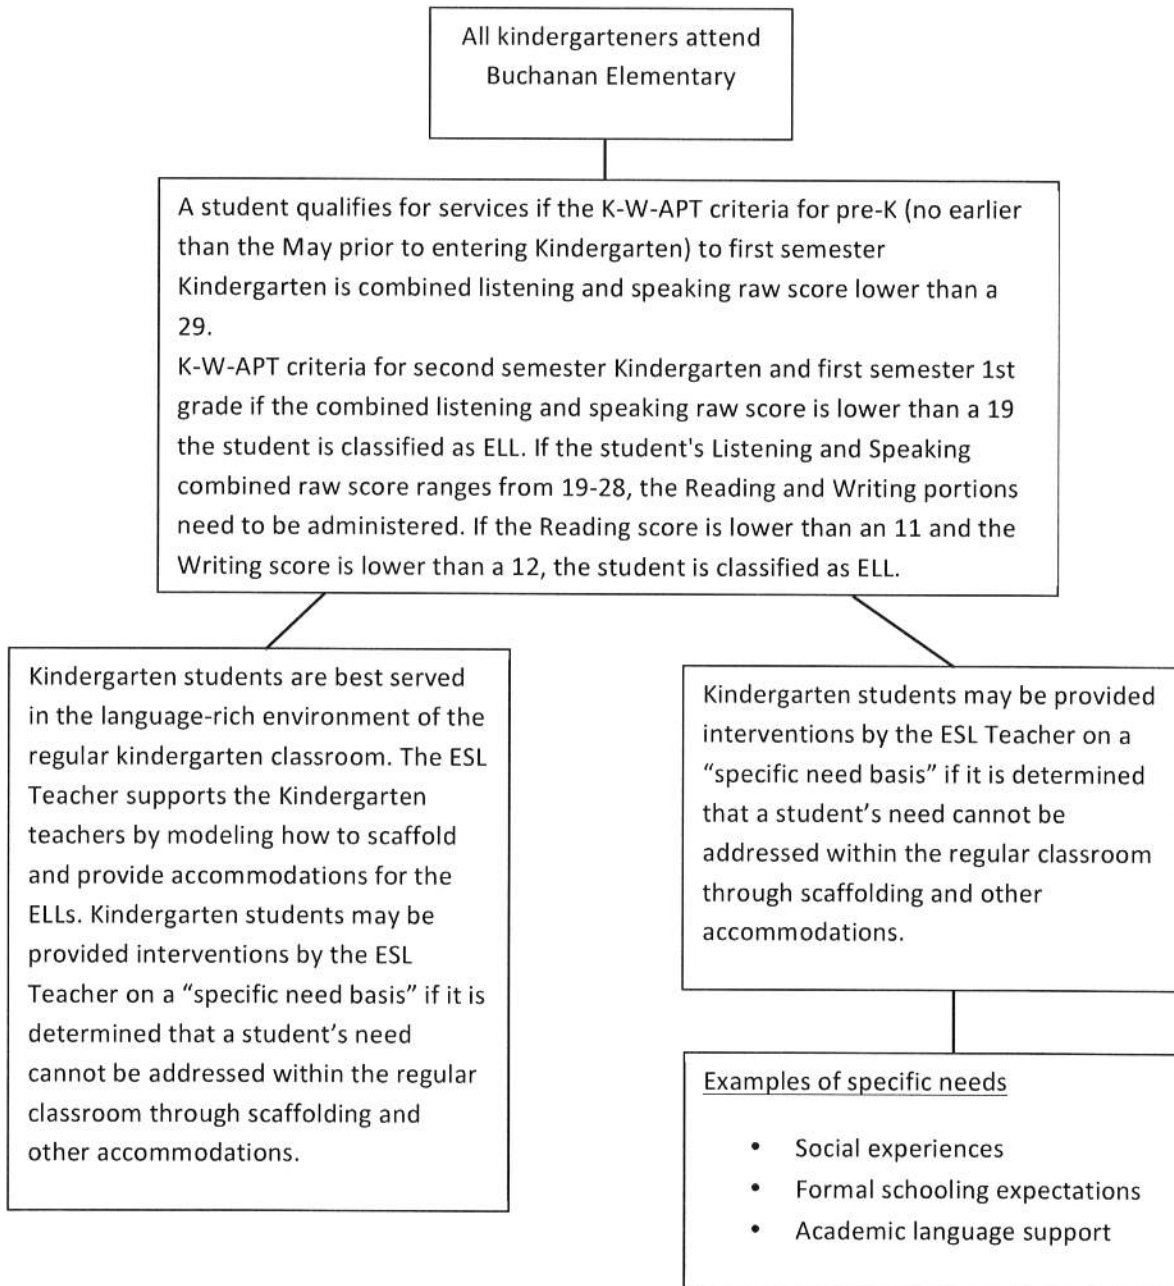 All kindergarteners attend
Buchanan Elementary
A student qualifies for services if the K-W-APT criteria for pre-K (no earlier
than the May prior to entering Kindergarten) to first semester
Kindergarten is combined listening and speaking raw score lower than a
29.
K-W-APT criteria for second semester Kindergarten and first semester 1st
grade if the combined listening and speaking raw score is lower than a 19
the student is classified as ELL. If the student's Listening and Speaking
combined raw score ranges from 19-28, the Reading and Writing portions
need to be administered. If the Reading score is lower than an 11 and the
Writing score is lower than a 12, the student is classified as ELL.
Kindergarten students are best served
in the language-rich environment of the
regular kindergarten classroom. The ESL
Teacher supports the Kindergarten
teachers by modeling how to scaffold
and provide accommodations for the
ELLs. Kindergarten students may be
provided interventions by the ESL
Teacher on a “specific need basis” if it is
determined that a student’s need
cannot be addressed within the regular
classroom through scaffolding and
other accommodations.
Kindergarten students may be provided
interventions by the ESL Teacher on a
“specific need basis” if it is determined
that a student’s need cannot be
addressed within the regular classroom
through scaffolding and other
accommodations.
Examples of specific needs
• Social experiences
• Formal schooling expectations
• Academic language support